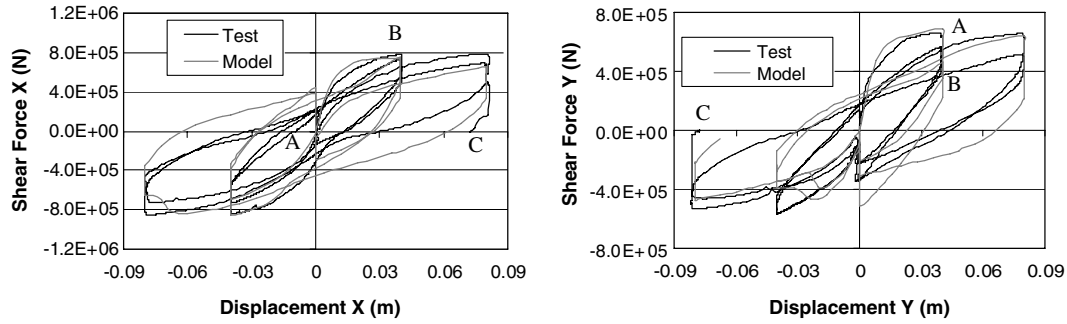 1.2E+06
8.0E+05
4.0E+05
0.0E+00
-4.0E+05
-8.0E+05
-1.2E+06
Shear Force X (N)
Test
Model
A
B
C
-0.09 -0.06 -0.03 0 0.03 0.06 0.09
Displacement X (m)
8.0E+05
4.0E+05
0.0E+00
-4.0E+05
8.0E+05
Shear Force Y (N)
Test
Model
A
B
C
-0.09 -0.06 -0.03 0 0.03 0.06 0.09
Displacement Y (m)